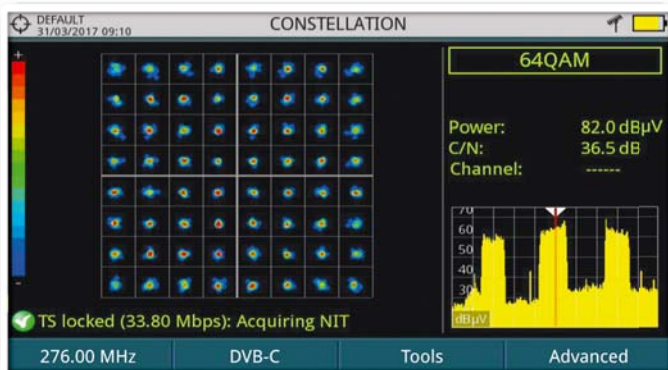 DEFAULT
31/03/2017 09:10
CONSTELLATION
+
-
64QAM
Power: 82.0 dBµV
C/N: 36.5 dB
Channel: ------
70
60
50
40
30
dBµV
TS locked (33.80 Mbps): Acquiring NIT
276.00 MHz
DVB-C
Tools
Advanced